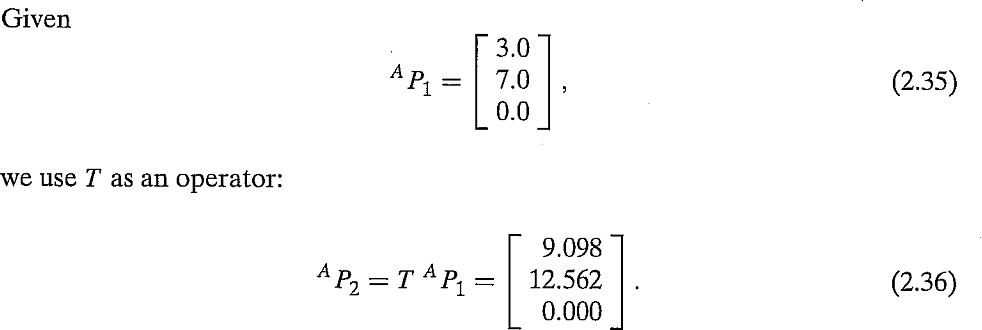 Given
^A P_1 = [ 3.0
7.0
0.0 ] , (2.35)
we use T as an operator:
^A P_2 = T ^A P_1 = [ 9.098
12.562
0.000 ] . (2.36)